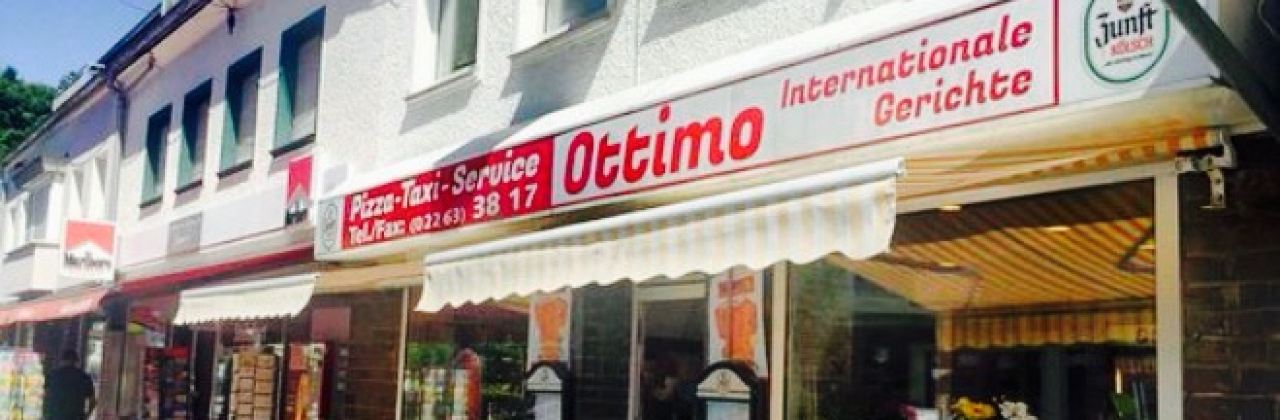 Pizza-Taxi-Service
Tel./Fax: (02263) 38 17
Ottimo
Internationale
Gerichte
Zunft
KÖLSCH
Marlboro